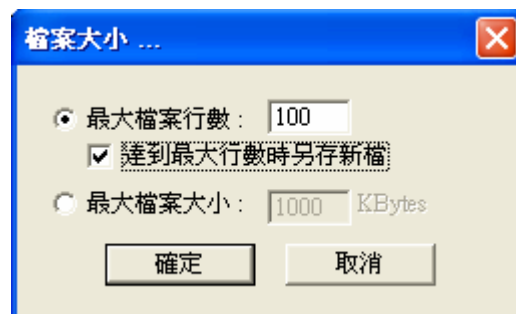 檔案大小 ...
最大檔案行數： 100
達到最大行數時另存新檔
最大檔案大小： 1000 KBytes
確定 取消